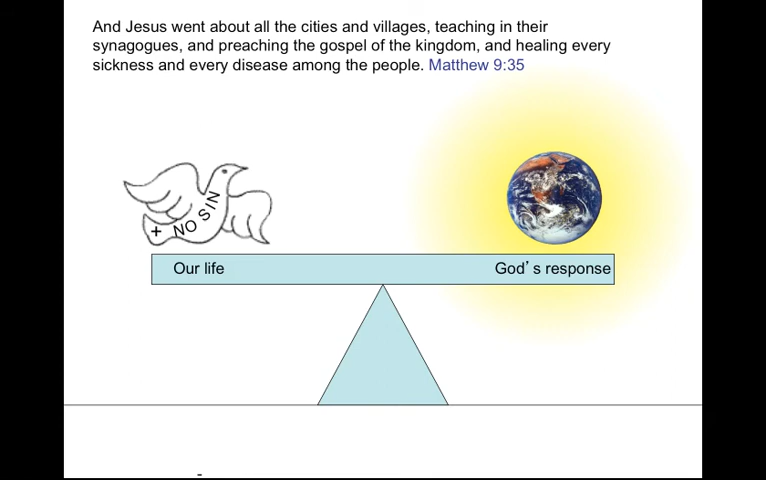 And Jesus went about all the cities and villages, teaching in their
synagogues, and preaching the gospel of the kingdom, and healing every
sickness and every disease among the people. Matthew 9:35
+ NO SIN
Our life
God's response
-